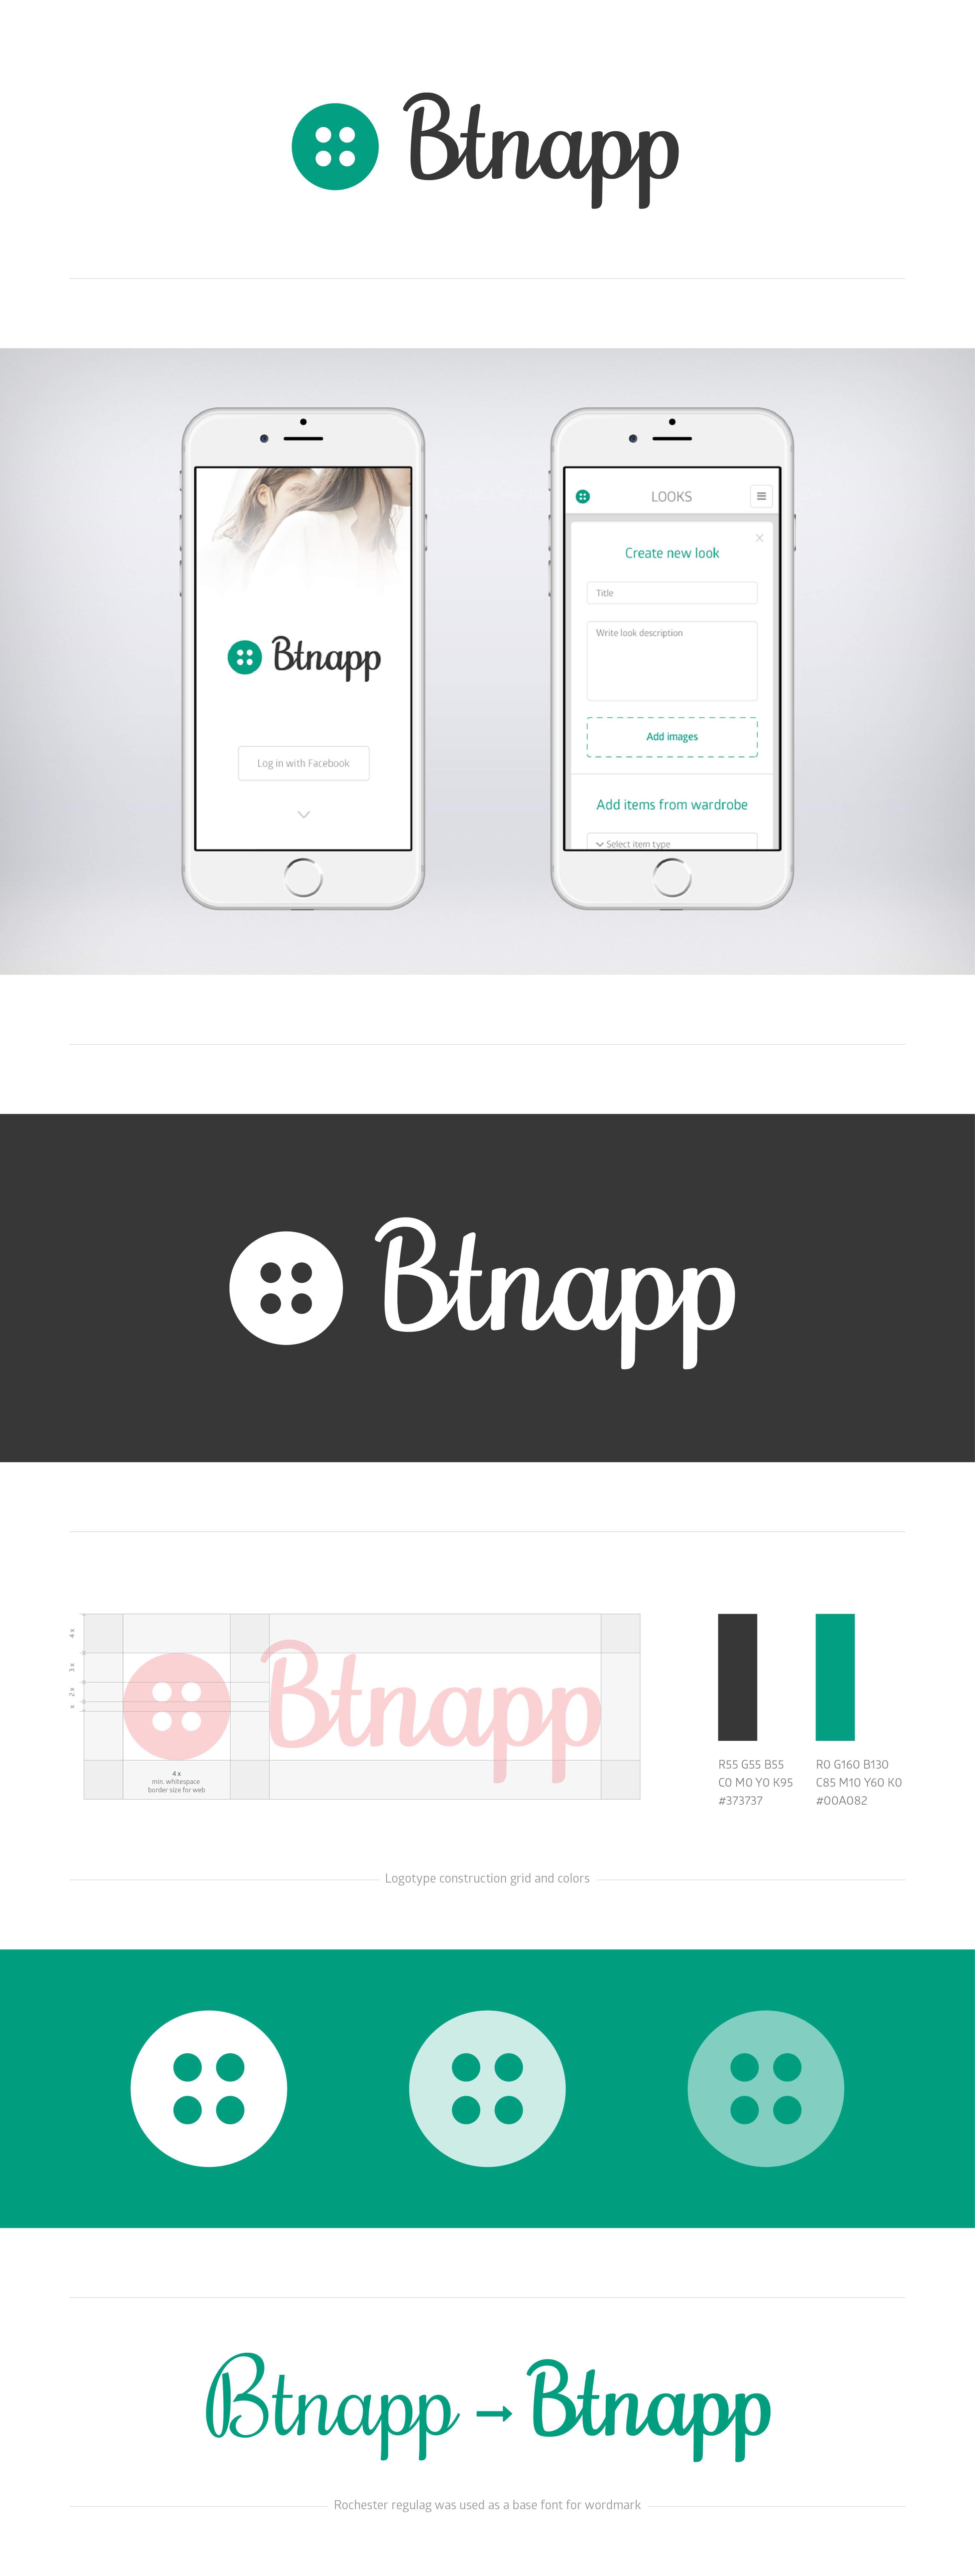 Btnapp
Btnapp
Log in with Facebook
LOOKS
Create new look
Title
Write look description
Add images
Add items from wardrobe
Select item type
Btnapp
4 x
3 x
2 x
x
Btnapp
4 x
min. whitespace
border size for web
R55 G55 B55
C0 M0 Y0 K95
#373737
R0 G160 B130
C85 M10 Y60 K0
#00A082
Logotype construction grid and colors
Btnapp → Btnapp
Rochester regulag was used as a base font for wordmark